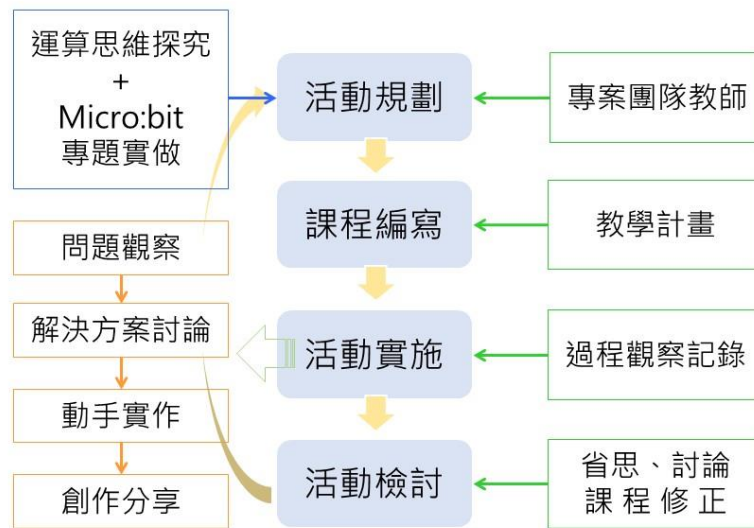 運算思維探究
+
Micro:bit
專題實做
活動規劃
專案團隊教師
課程編寫
教學計畫
問題觀察
解決方案討論
活動實施
過程觀察記錄
動手實作
創作分享
活動檢討
省思、討論
課程修正